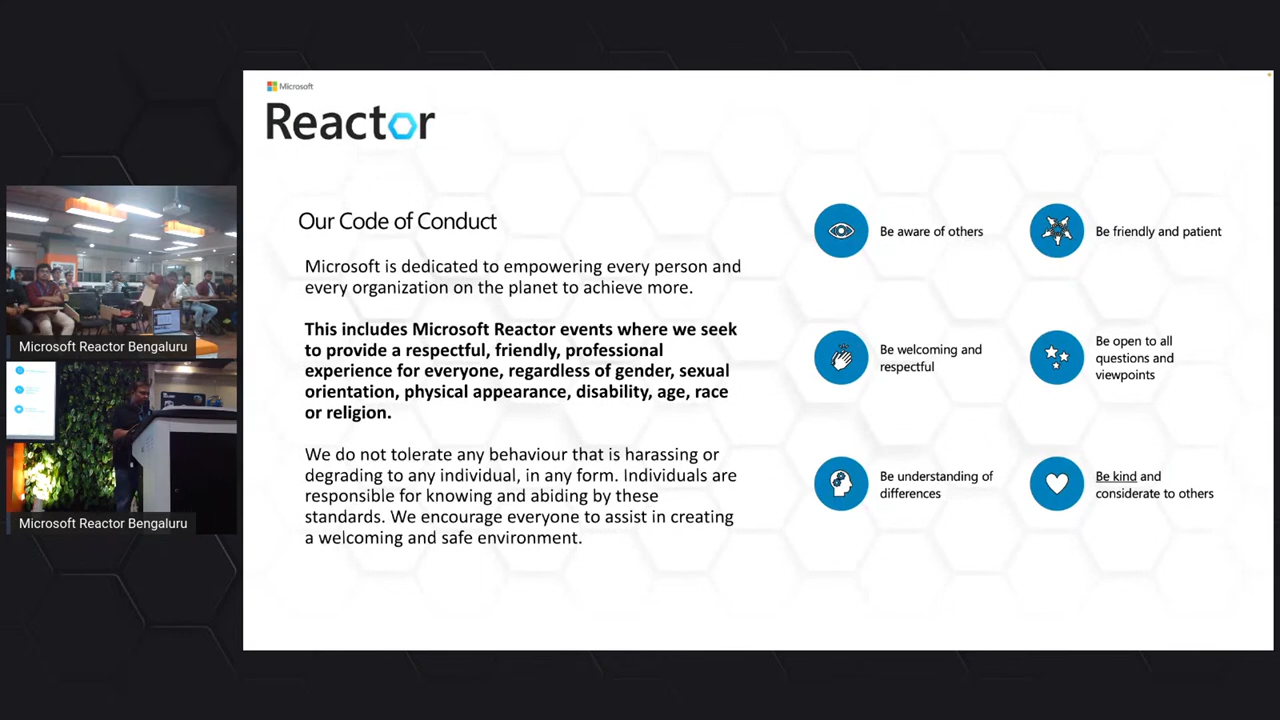 Microsoft
Reactor
Our Code of Conduct
Microsoft is dedicated to empowering every person and
every organization on the planet to achieve more.
This includes Microsoft Reactor events where we seek
to provide a respectful, friendly, professional
experience for everyone, regardless of gender, sexual
orientation, physical appearance, disability, age, race
or religion.
We do not tolerate any behaviour that is harassing or
degrading to any individual, in any form. Individuals are
responsible for knowing and abiding by these
standards. We encourage everyone to assist in creating
a welcoming and safe environment.
Be aware of others
Be friendly and patient
Be welcoming and
respectful
Be open to all
questions and
viewpoints
Be understanding of
differences
Be kind and
considerate to others
Microsoft Reactor Bengaluru
Microsoft Reactor Bengaluru